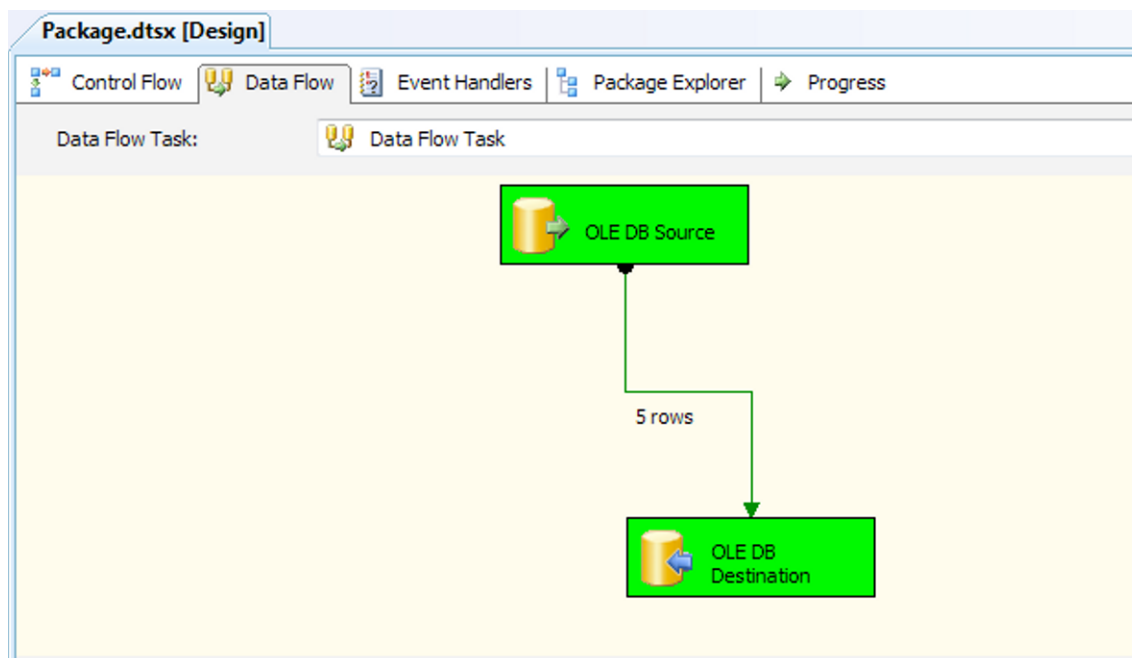 Package.dtsx [Design]
Control Flow Data Flow Event Handlers Package Explorer Progress
Data Flow Task: Data Flow Task
OLE DB Source
5 rows
OLE DB
Destination